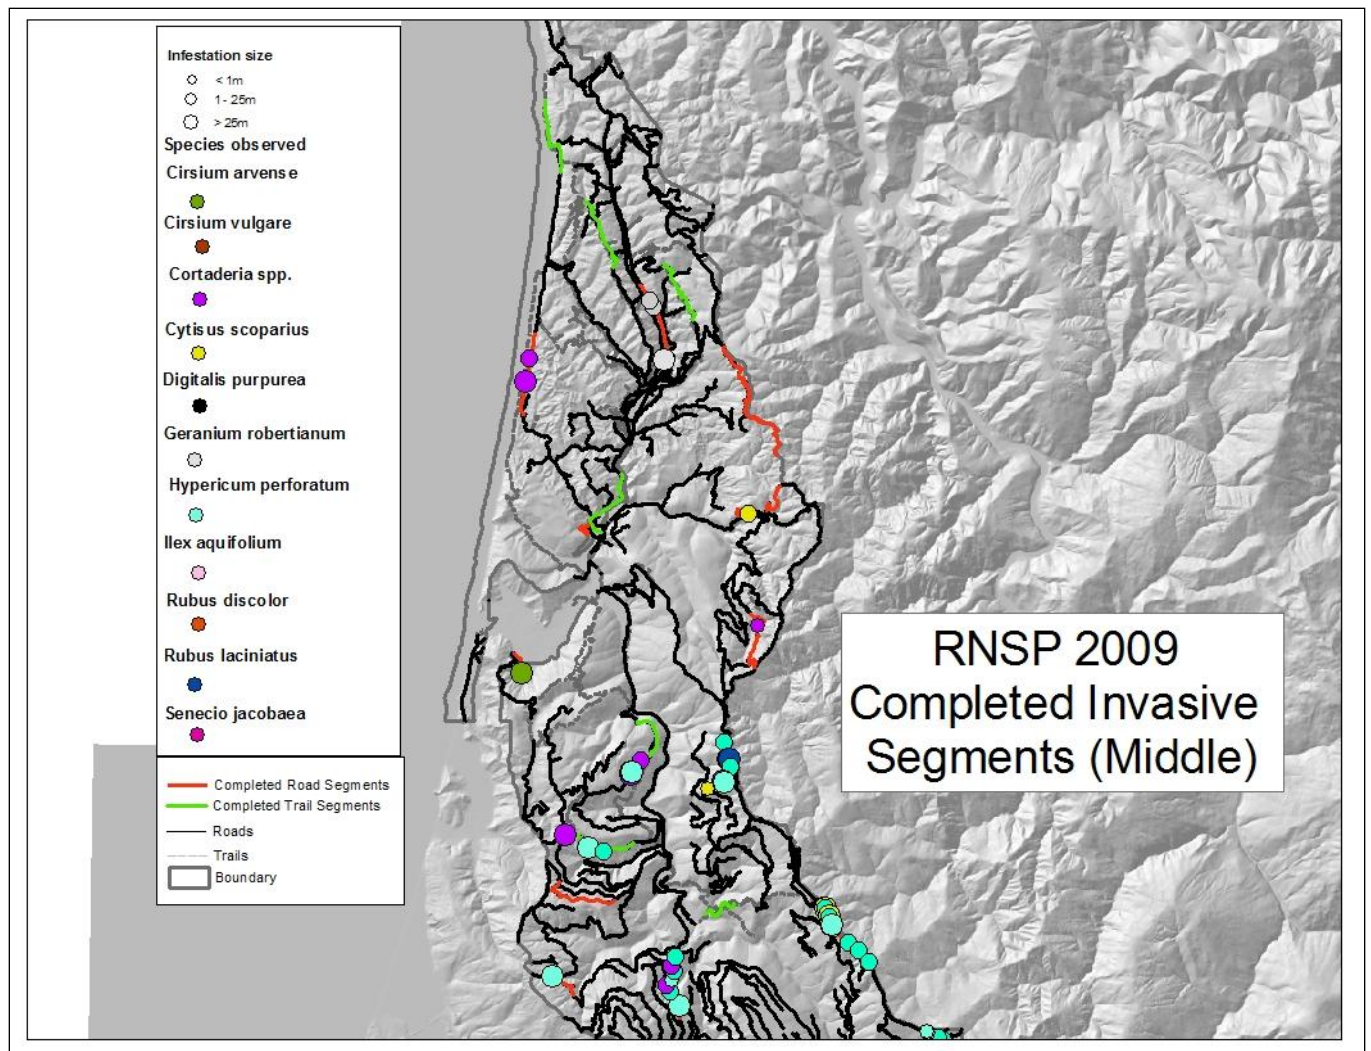 Infestation size
< 1m
1 - 25m
> 25m
Species observed
Cirsium arvense
Cirsium vulgare
Cortaderia spp.
Cytisus scoparius
Digitalis purpurea
Geranium robertianum
Hypericum perforatum
Ilex aquifolium
Rubus discolor
Rubus laciniatus
Senecio jacobaea
Completed Road Segments
Completed Trail Segments
Roads
Trails
Boundary
RNSP 2009
Completed Invasive
Segments (Middle)